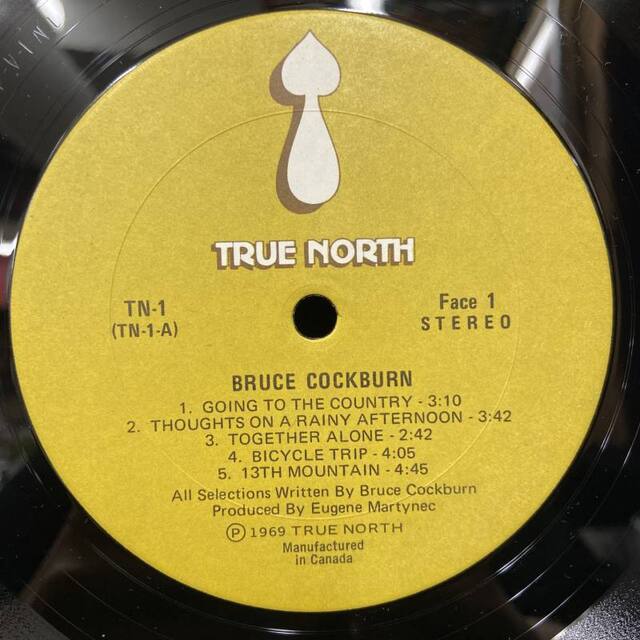 TRUE NORTH
TN-1
(TN-1-A)
Face 1
STEREO
BRUCE COCKBURN
1. GOING TO THE COUNTRY - 3:10
2. THOUGHTS ON A RAINY AFTERNOON - 3:42
3. TOGETHER ALONE - 2:42
4. BICYCLE TRIP - 4:05
5. 13TH MOUNTAIN - 4:45
All Selections Written By Bruce Cockburn
Produced By Eugene Martynec
Ⓟ 1969 TRUE NORTH
Manufactured
in Canada